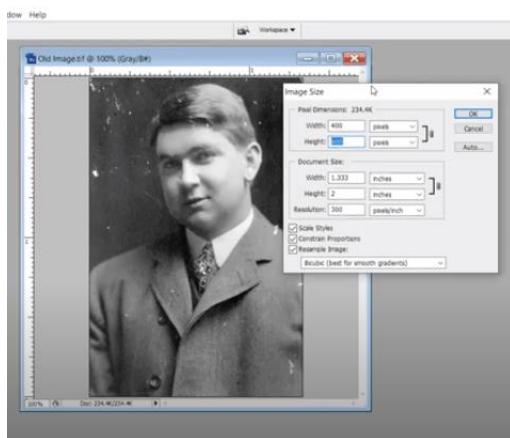 dow Help
Workspace
Old Image.tif @ 100% (Gray/8#)
Image Size
Pixel Dimensions: 234.4K
Width: 400 pixels
Height: 600 pixels
OK
Cancel
Auto...
Document Size:
Width: 1.333 inches
Height: 2 inches
Resolution: 300 pixels/inch
Scale Styles
Constrain Proportions
Resample Image:
Bicubic (best for smooth gradients)
100% Doc: 234.4K/234.4K